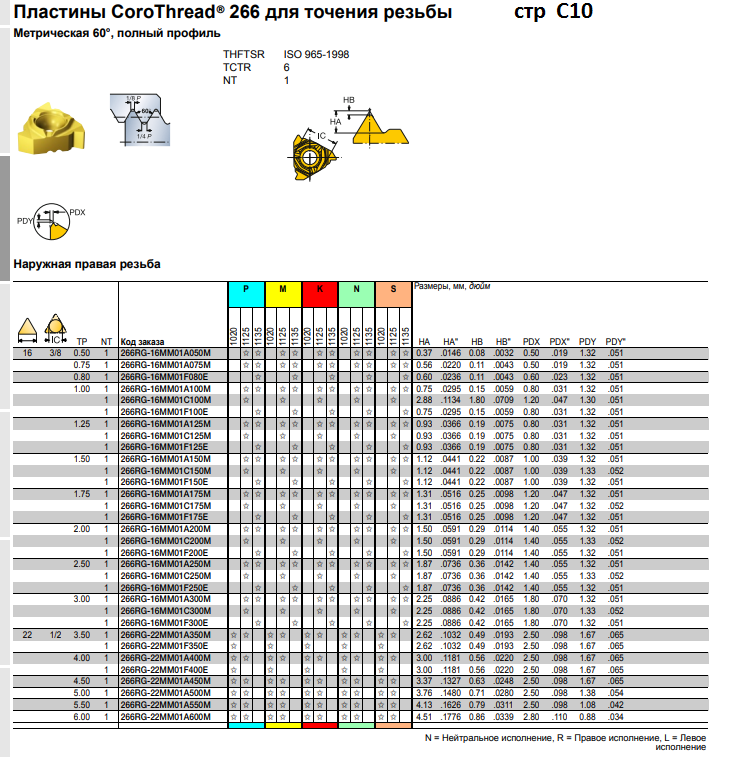 Пластины CoroThread® 266 для точения резьбы стр C10
Метрическая 60°, полный профиль
THFTSR ISO 965-1998
TCTR 6
NT 1
1/8 P
60°
1/4 P
HB
HA
IC
PDX
PDY
Наружная правая резьба
P M K N S Размеры, мм, дюйм
IC TP NT Код заказа 1020 1125 1135 1020 1125 1135 1020 1125 1135 1020 1125 1135 1020 1125 1135 HA HA" HB HB" PDX PDX" PDY PDY"
16 3/8 0.50 1 266RG-16MM01A050M ☆ ☆ ☆ ☆ ☆ ☆ ☆ ☆ ☆ ☆ 0.37 .0146 0.08 .0032 0.50 .019 1.32 .051
0.75 1 266RG-16MM01A075M ☆ ☆ ☆ ☆ ☆ ☆ ☆ ☆ ☆ ☆ 0.56 .0220 0.11 .0043 0.50 .019 1.32 .051
0.80 1 266RG-16MM01F080E ☆ ☆ ☆ ☆ ☆ 0.60 .0236 0.11 .0043 0.60 .023 1.32 .051
1.00 1 266RG-16MM01A100M ☆ ☆ ☆ ☆ ☆ ☆ ☆ ☆ ☆ ☆ 0.75 .0295 0.15 .0059 0.80 .031 1.32 .051
1 266RG-16MM01C100M ☆ ☆ ☆ ☆ ☆ 2.88 .1134 1.80 .0709 1.20 .047 1.30 .051
1 266RG-16MM01F100E ☆ ☆ ☆ ☆ ☆ 0.75 .0295 0.15 .0059 0.80 .031 1.32 .051
1.25 1 266RG-16MM01A125M ☆ ☆ ☆ ☆ ☆ ☆ ☆ ☆ ☆ ☆ 0.93 .0366 0.19 .0075 0.80 .031 1.32 .051
1 266RG-16MM01C125M ☆ ☆ ☆ ☆ ☆ 0.93 .0366 0.19 .0075 0.80 .031 1.32 .051
1 266RG-16MM01F125E ☆ ☆ ☆ ☆ ☆ 0.93 .0366 0.19 .0075 0.80 .031 1.32 .051
1.50 1 266RG-16MM01A150M ☆ ☆ ☆ ☆ ☆ ☆ ☆ ☆ ☆ ☆ 1.12 .0441 0.22 .0087 1.00 .039 1.32 .051
1 266RG-16MM01C150M ☆ ☆ ☆ ☆ ☆ 1.12 .0441 0.22 .0087 1.00 .039 1.33 .052
1 266RG-16MM01F150E ☆ ☆ ☆ ☆ ☆ 1.12 .0441 0.22 .0087 1.00 .039 1.32 .051
1.75 1 266RG-16MM01A175M ☆ ☆ ☆ ☆ ☆ ☆ ☆ ☆ ☆ ☆ 1.31 .0516 0.25 .0098 1.20 .047 1.32 .051
1 266RG-16MM01C175M ☆ ☆ ☆ ☆ ☆ 1.31 .0516 0.25 .0098 1.20 .047 1.33 .052
1 266RG-16MM01F175E ☆ ☆ ☆ ☆ ☆ 1.31 .0516 0.25 .0098 1.20 .047 1.32 .051
2.00 1 266RG-16MM01A200M ☆ ☆ ☆ ☆ ☆ ☆ ☆ ☆ ☆ ☆ 1.50 .0591 0.29 .0114 1.40 .055 1.32 .051
1 266RG-16MM01C200M ☆ ☆ ☆ ☆ ☆ 1.50 .0591 0.29 .0114 1.40 .055 1.33 .052
1 266RG-16MM01F200E ☆ ☆ ☆ ☆ ☆ 1.50 .0591 0.29 .0114 1.40 .055 1.32 .051
2.50 1 266RG-16MM01A250M ☆ ☆ ☆ ☆ ☆ ☆ ☆ ☆ ☆ ☆ 1.87 .0736 0.36 .0142 1.40 .055 1.32 .051
1 266RG-16MM01C250M ☆ ☆ ☆ ☆ ☆ 1.87 .0736 0.36 .0142 1.40 .055 1.33 .052
1 266RG-16MM01F250E ☆ ☆ ☆ ☆ ☆ 1.87 .0736 0.36 .0142 1.40 .055 1.32 .051
3.00 1 266RG-16MM01A300M ☆ ☆ ☆ ☆ ☆ ☆ ☆ ☆ ☆ ☆ 2.25 .0886 0.42 .0165 1.80 .070 1.32 .051
1 266RG-16MM01C300M ☆ ☆ ☆ ☆ ☆ 2.25 .0886 0.42 .0165 1.80 .070 1.33 .052
1 266RG-16MM01F300E ☆ ☆ ☆ ☆ ☆ 2.25 .0886 0.42 .0165 1.80 .070 1.32 .051
22 1/2 3.50 1 266RG-22MM01A350M ☆ ☆ ☆ ☆ ☆ ☆ ☆ ☆ ☆ ☆ 2.62 .1032 0.49 .0193 2.50 .098 1.67 .065
1 266RG-22MM01F350E ☆ ☆ ☆ ☆ ☆ 2.62 .1032 0.49 .0193 2.50 .098 1.67 .065
4.00 1 266RG-22MM01A400M ☆ ☆ ☆ ☆ ☆ ☆ ☆ ☆ ☆ ☆ 3.00 .1181 0.56 .0220 2.50 .098 1.67 .065
1 266RG-22MM01F400E ☆ ☆ ☆ ☆ ☆ 3.00 .1181 0.56 .0220 2.50 .098 1.67 .065
4.50 1 266RG-22MM01A450M ☆ ☆ ☆ ☆ ☆ ☆ ☆ ☆ ☆ ☆ 3.37 .1327 0.63 .0248 2.50 .098 1.67 .065
5.00 1 266RG-22MM01A500M ☆ ☆ ☆ ☆ ☆ ☆ ☆ ☆ ☆ ☆ 3.76 .1480 0.71 .0280 2.50 .098 1.38 .054
5.50 1 266RG-22MM01A550M ☆ ☆ ☆ ☆ ☆ ☆ ☆ ☆ ☆ ☆ 4.13 .1626 0.79 .0311 2.50 .098 1.08 .042
6.00 1 266RG-22MM01A600M ☆ ☆ ☆ ☆ ☆ ☆ ☆ ☆ ☆ ☆ 4.51 .1776 0.86 .0339 2.80 .110 0.88 .034
N = Нейтральное исполнение, R = Правое исполнение, L = Левое
исполнение